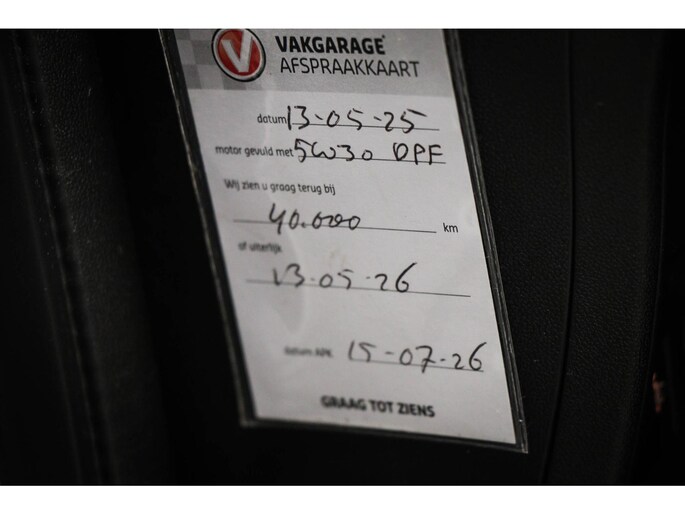 V VAKGARAGE
AFSPRAAKKAART
datum 13-05-25
motor gevuld met 5W30 DPF
Wij zien u graag terug bij
40.000 km
of uiterlijk
13-05-26
datum APK 15-07-26
GRAAG TOT ZIENS